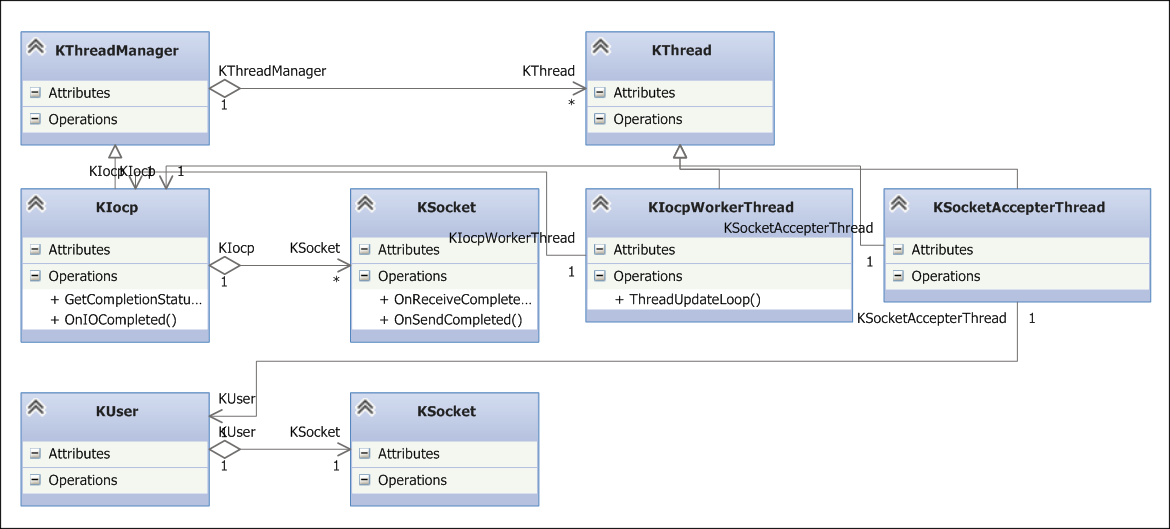 KThreadManager
Attributes
Operations
KThreadManager
1
KThread
*
KThread
Attributes
Operations
KIocp
KIocp
1
1
KIocp
Attributes
Operations
+ GetCompletionStatu...
+ OnIOCompleted()
KIocp
1
KSocket
*
KSocket
Attributes
Operations
+ OnReceiveComplete...
+ OnSendCompleted()
KIocpWorkerThread
1
KIocpWorkerThread
Attributes
Operations
+ ThreadUpdateLoop()
KSocketAccepterThread
1
KSocketAccepterThread
Attributes
Operations
KSocketAccepterThread
1
KUser
Attributes
Operations
KUser
1
KUser
1
KSocket
1
KSocket
Attributes
Operations